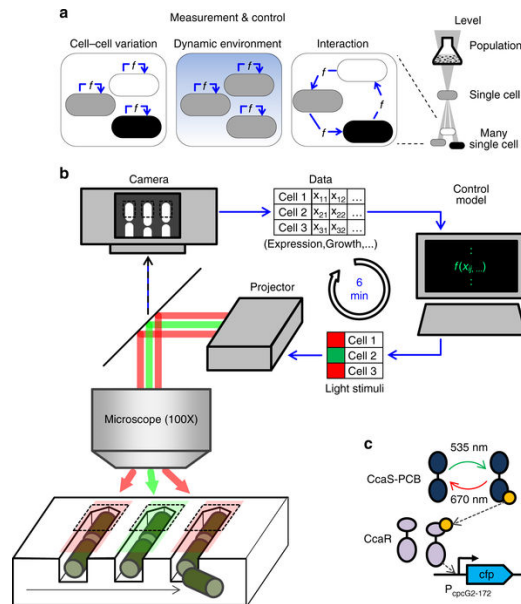 a
Measurement & control
Level
Cell–cell variation
Dynamic environment
Interaction
Population
f
f
f
f
f
f
f
f
f
Single cell
Many
single cell
b
Camera
Data
Control
model
Cell 1 x11 x12 ...
Cell 2 x21 x22 ...
Cell 3 x31 x32 ...
(Expression,Growth,...)
f(xij, ...)
6
min
Projector
Cell 1
Cell 2
Cell 3
Light stimuli
Microscope (100X)
c
535 nm
CcaS-PCB
670 nm
CcaR
cfp
PcpcG2-172